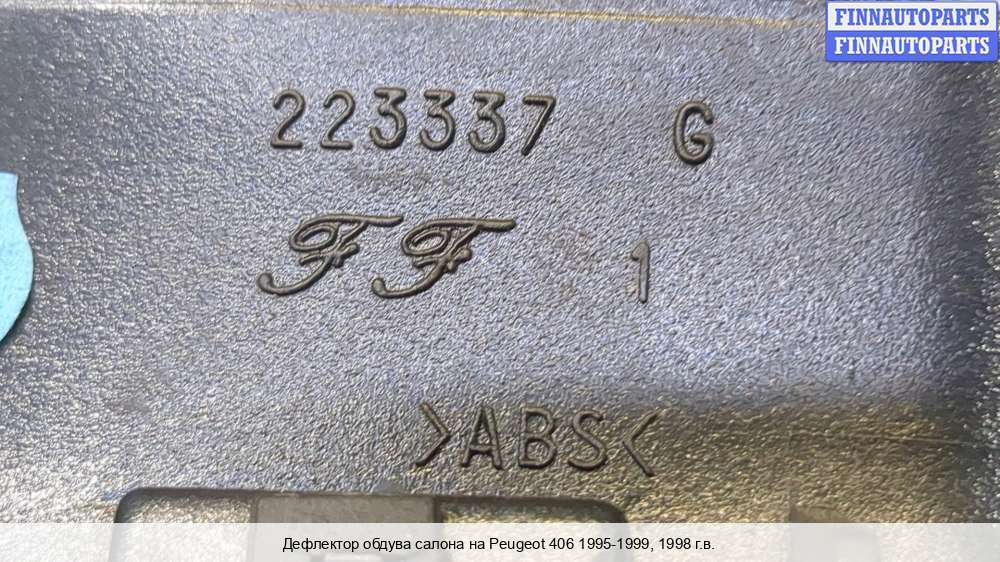 FINNAUTOPARTS
FINNAUTOPARTS
223337 G
FF 1
>ABS<
Дефлектор обдува салона на Peugeot 406 1995-1999, 1998 г.в.